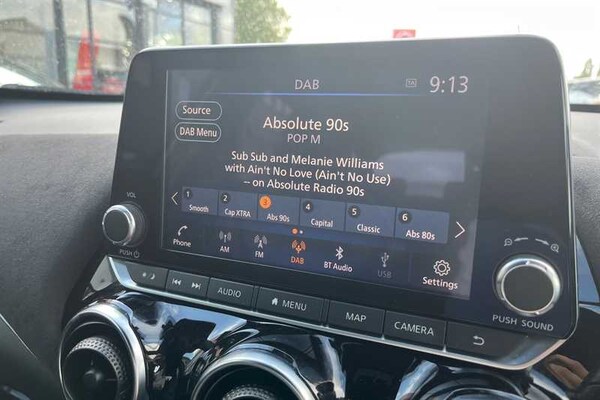 DAB
TA
9:13
Source
DAB Menu
Absolute 90s
POP M
Sub Sub and Melanie Williams
with Ain't No Love (Ain't No Use)
-- on Absolute Radio 90s
1 2 3 4 5 6
Smooth Cap XTRA Abs 90s Capital Classic Abs 80s
Phone AM FM DAB BT Audio USB Settings
VOL
PUSH
PUSH SOUND
AUDIO MENU MAP CAMERA